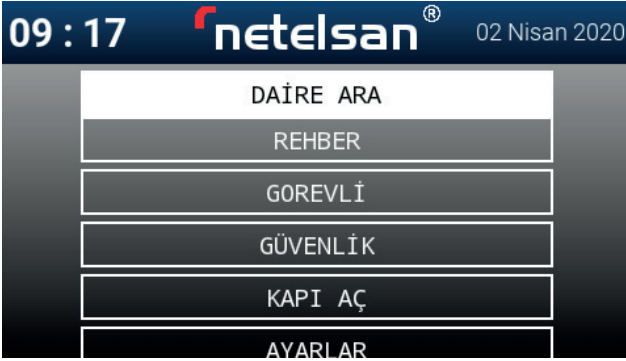 09 : 17 netelsan® 02 Nisan 2020
DAİRE ARA
REHBER
GOREVLİ
GÜVENLİK
KAPI AÇ
AYARLAR